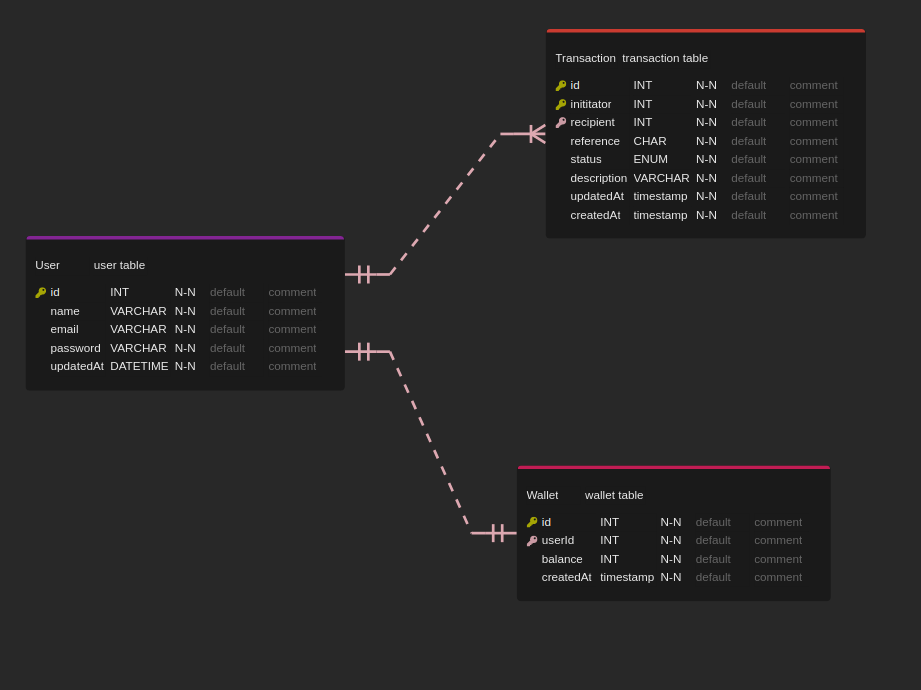 Transaction transaction table
id INT N-N default comment
inititator INT N-N default comment
recipient INT N-N default comment
reference CHAR N-N default comment
status ENUM N-N default comment
description VARCHAR N-N default comment
updatedAt timestamp N-N default comment
createdAt timestamp N-N default comment
User user table
id INT N-N default comment
name VARCHAR N-N default comment
email VARCHAR N-N default comment
password VARCHAR N-N default comment
updatedAt DATETIME N-N default comment
Wallet wallet table
id INT N-N default comment
userId INT N-N default comment
balance INT N-N default comment
createdAt timestamp N-N default comment